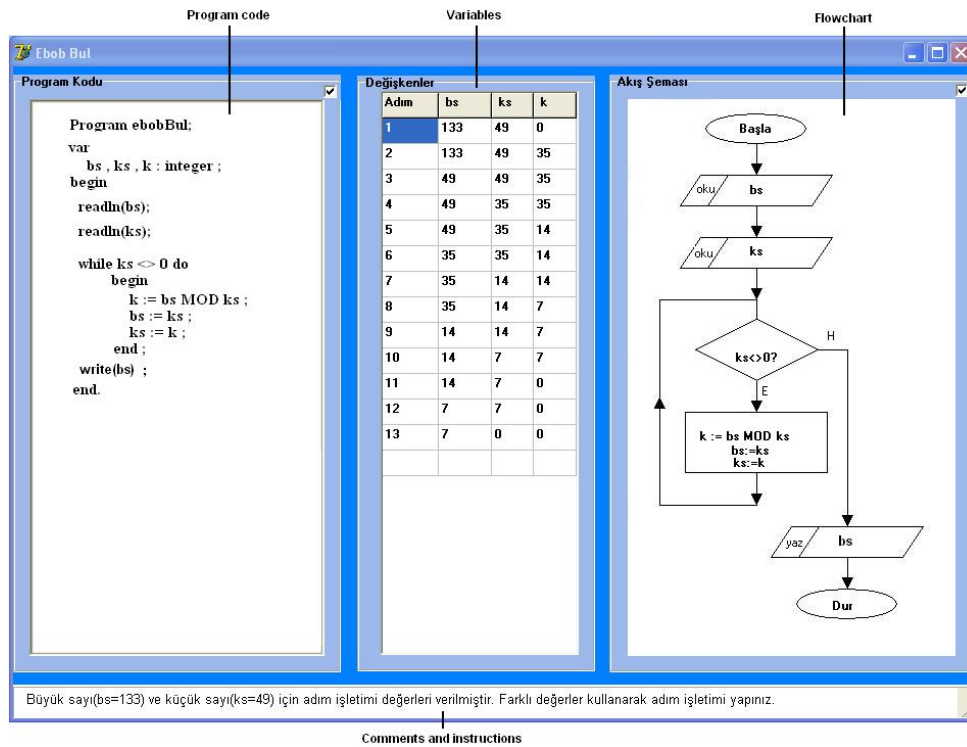 Program code
Variables
Flowchart
Ebob Bul
Program Kodu
Program ebobBul;
var
bs , ks , k : integer ;
begin
readln(bs);
readln(ks);
while ks <> 0 do
begin
k := bs MOD ks ;
bs := ks ;
ks := k ;
end ;
write(bs) ;
end.
Değişkenler
Adım bs ks k
1 133 49 0
2 133 49 35
3 49 49 35
4 49 35 35
5 49 35 14
6 35 35 14
7 35 14 14
8 35 14 7
9 14 14 7
10 14 7 7
11 14 7 0
12 7 7 0
13 7 0 0
Akış Şeması
Başla
oku bs
oku ks
ks<>0?
H
E
k := bs MOD ks
bs:=ks
ks:=k
yaz bs
Dur
Büyük sayı(bs=133) ve küçük sayı(ks=49) için adım işletimi değerleri verilmiştir. Farklı değerler kullanarak adım işletimi yapınız.
Comments and instructions